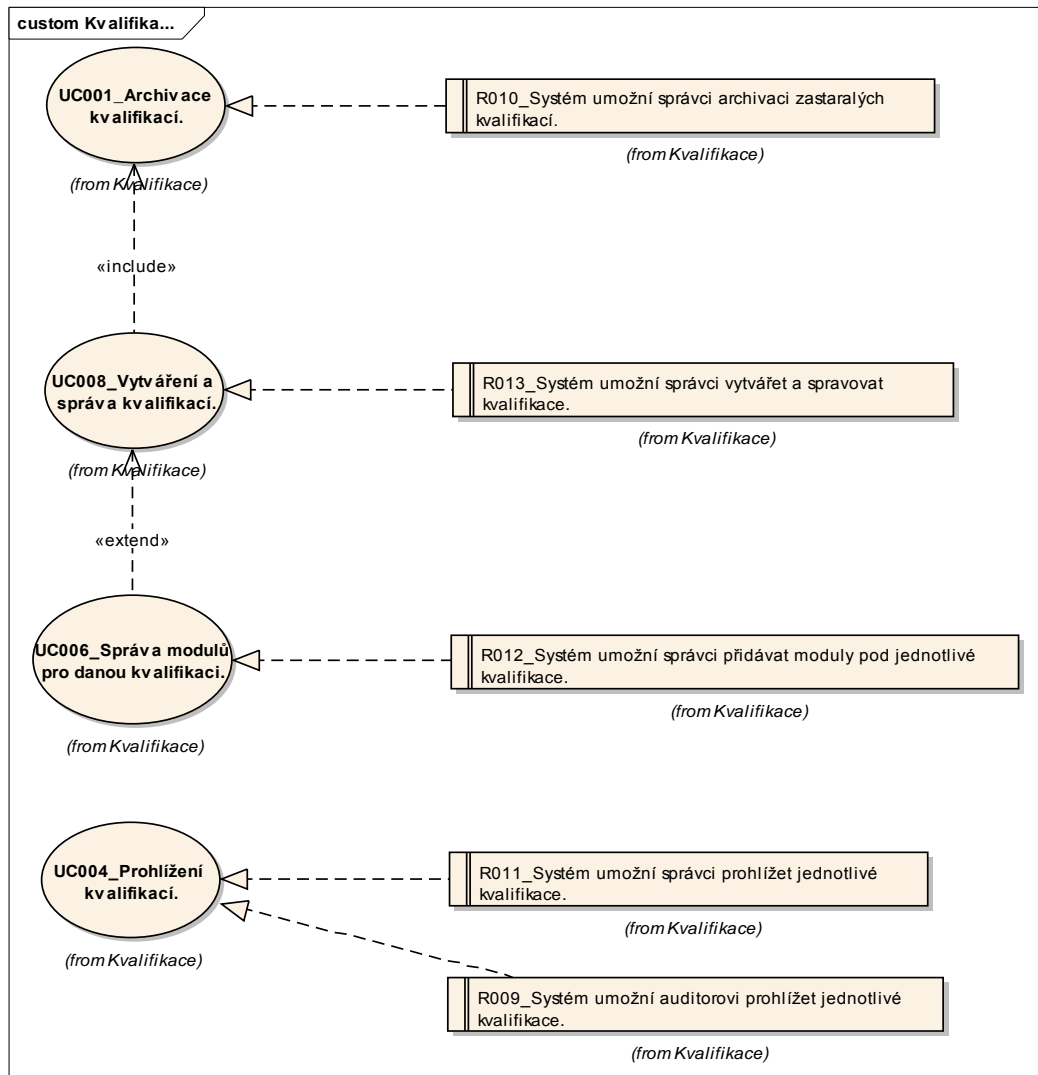 custom Kvalifika...
UC001_Archivace
kvalifikací.
(from Kvalifikace)
R010_Systém umožní správci archivaci zastaralých
kvalifikací.
(from Kvalifikace)
«include»
UC008_Vytváření a
správa kvalifikací.
(from Kvalifikace)
R013_Systém umožní správci vytvářet a spravovat
kvalifikace.
(from Kvalifikace)
«extend»
UC006_Správa modulů
pro danou kvalifikaci.
(from Kvalifikace)
R012_Systém umožní správci přidávat moduly pod jednotlivé
kvalifikace.
(from Kvalifikace)
UC004_Prohlížení
kvalifikací.
(from Kvalifikace)
R011_Systém umožní správci prohlížet jednotlivé
kvalifikace.
(from Kvalifikace)
R009_Systém umožní auditorovi prohlížet jednotlivé
kvalifikace.
(from Kvalifikace)